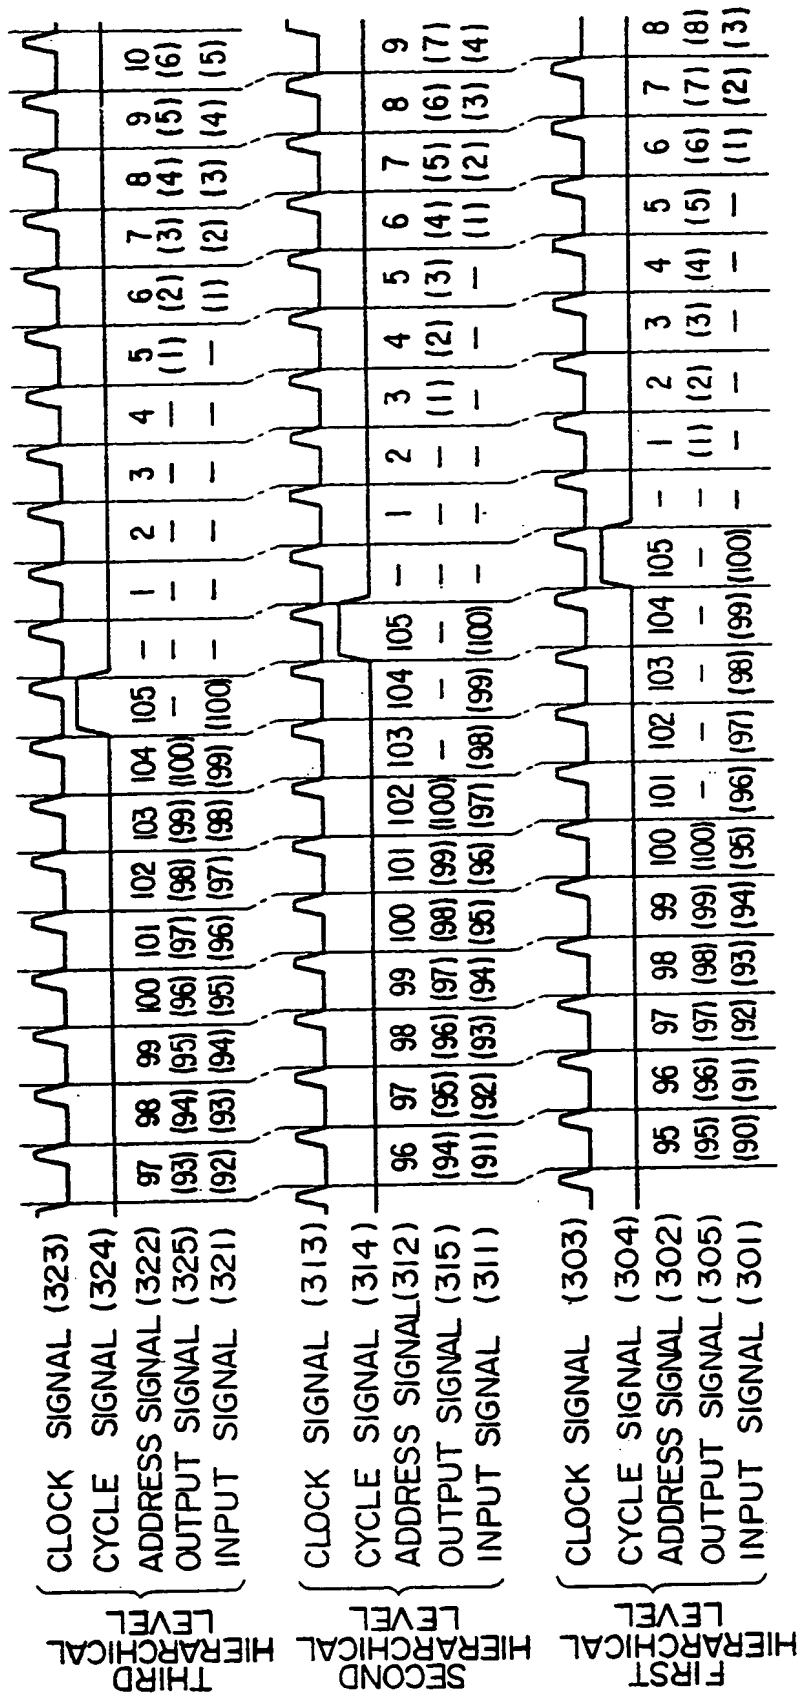 THIRD HIERARCHICAL LEVEL
CLOCK SIGNAL (323)
CYCLE SIGNAL (324)
ADDRESS SIGNAL (322) 97 98 99 100 101 102 103 104 105 — 1 2 3 4 5 6 7 8 9 10
OUTPUT SIGNAL (325) (93) (94) (95) (96) (97) (98) (99) (100) — — — — — — (1) (2) (3) (4) (5) (6)
INPUT SIGNAL (321) (92) (93) (94) (95) (96) (97) (98) (99) (100) — — — — — — (1) (2) (3) (4) (5)
SECOND HIERARCHICAL LEVEL
CLOCK SIGNAL (313)
CYCLE SIGNAL (314)
ADDRESS SIGNAL (312) 96 97 98 99 100 101 102 103 104 105 — 1 2 3 4 5 6 7 8 9
OUTPUT SIGNAL (315) (94) (95) (96) (97) (98) (99) (100) — — — — — — (1) (2) (3) (4) (5) (6) (7)
INPUT SIGNAL (311) (91) (92) (93) (94) (95) (96) (97) (98) (99) (100) — — — — — — (1) (2) (3) (4)
FIRST HIERARCHICAL LEVEL
CLOCK SIGNAL (303)
CYCLE SIGNAL (304)
ADDRESS SIGNAL (302) 95 96 97 98 99 100 101 102 103 104 105 — 1 2 3 4 5 6 7 8
OUTPUT SIGNAL (305) (95) (96) (97) (98) (99) (100) — — — — — — (1) (2) (3) (4) (5) (6) (7) (8)
INPUT SIGNAL (301) (90) (91) (92) (93) (94) (95) (96) (97) (98) (99) (100) — — — — — — (1) (2) (3)